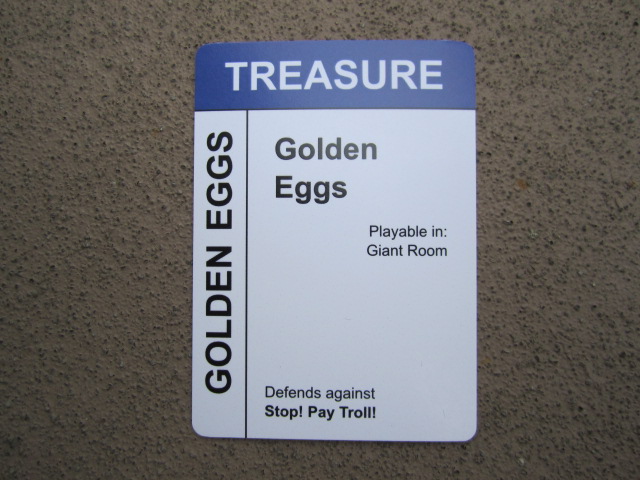 TREASURE
GOLDEN EGGS
Golden
Eggs
Playable in:
Giant Room
Defends against
Stop! Pay Troll!